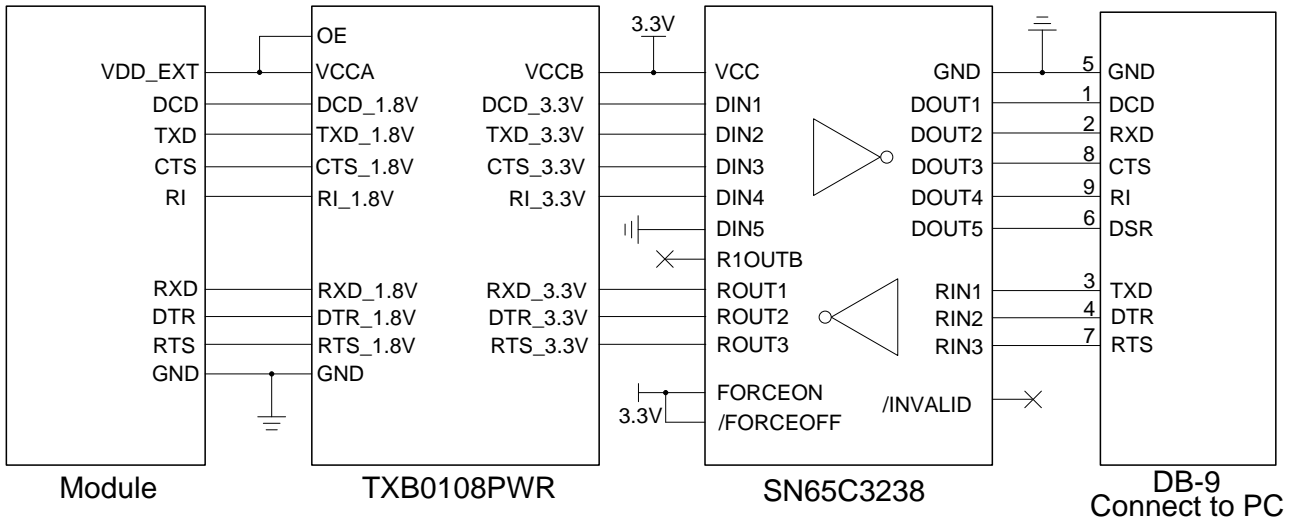 3.3V
OE
VDD_EXT VCCA VCCB VCC GND 5 GND
DCD DCD_1.8V DCD_3.3V DIN1 DOUT1 1 DCD
TXD TXD_1.8V TXD_3.3V DIN2 DOUT2 2 RXD
CTS CTS_1.8V CTS_3.3V DIN3 DOUT3 8 CTS
RI RI_1.8V RI_3.3V DIN4 DOUT4 9 RI
DIN5 DOUT5 6 DSR
R1OUTB
RXD RXD_1.8V RXD_3.3V ROUT1 RIN1 3 TXD
DTR DTR_1.8V DTR_3.3V ROUT2 RIN2 4 DTR
RTS RTS_1.8V RTS_3.3V ROUT3 RIN3 7 RTS
GND GND
FORCEON /INVALID
3.3V /FORCEOFF
Module TXB0108PWR SN65C3238 DB-9
Connect to PC